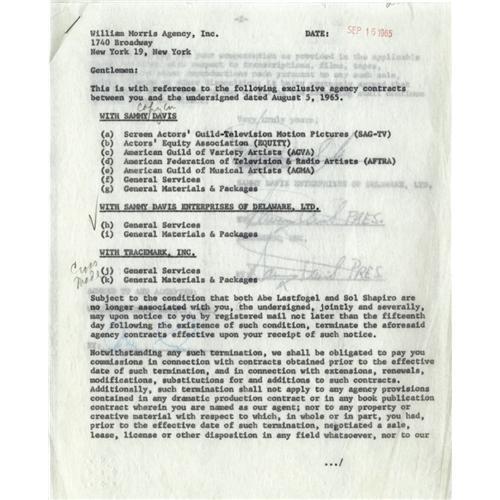 William Morris Agency, Inc. DATE: SEP 16 1965
1740 Broadway
New York 19, New York
Gentlemen:
This is with reference to the following exclusive agency contracts
between you and the undersigned dated August 5, 1965.
WITH SAMMY DAVIS
(a) Screen Actors' Guild-Television Motion Pictures (SAG-TV)
(b) Actors' Equity Association (EQUITY)
(c) American Guild of Variety Artists (AGVA)
(d) American Federation of Television & Radio Artists (AFTRA)
(e) American Guild of Musical Artists (AGMA)
(f) General Services
(g) General Materials & Packages
WITH SAMMY DAVIS ENTERPRISES OF DELAWARE, LTD.
(h) General Services
(i) General Materials & Packages
WITH TRACEMARK, INC.
(j) General Services
(k) General Materials & Packages
Subject to the condition that both Abe Lastfogel and Sol Shapiro are
no longer associated with you, the undersigned, jointly and severally,
may upon notice to you by registered mail not later than the fifteenth
day following the existence of such condition, terminate the aforesaid
agency contracts effective upon your receipt of such notice.
Notwithstanding any such termination, we shall be obligated to pay you
commissions in connection with contracts obtained prior to the effective
date of such termination, and in connection with extensions, renewals,
modifications, substitutions for and additions to such contracts.
Additionally, such termination shall not apply to any agency provisions
contained in any dramatic production contract or in any book publication
contract wherein you are named as our agent; nor to any property or
creative material with respect to which, in whole or in part, you had,
prior to the effective date of such termination, negotiated a sale,
lease, license or other disposition in any field whatsoever, nor to our
.../